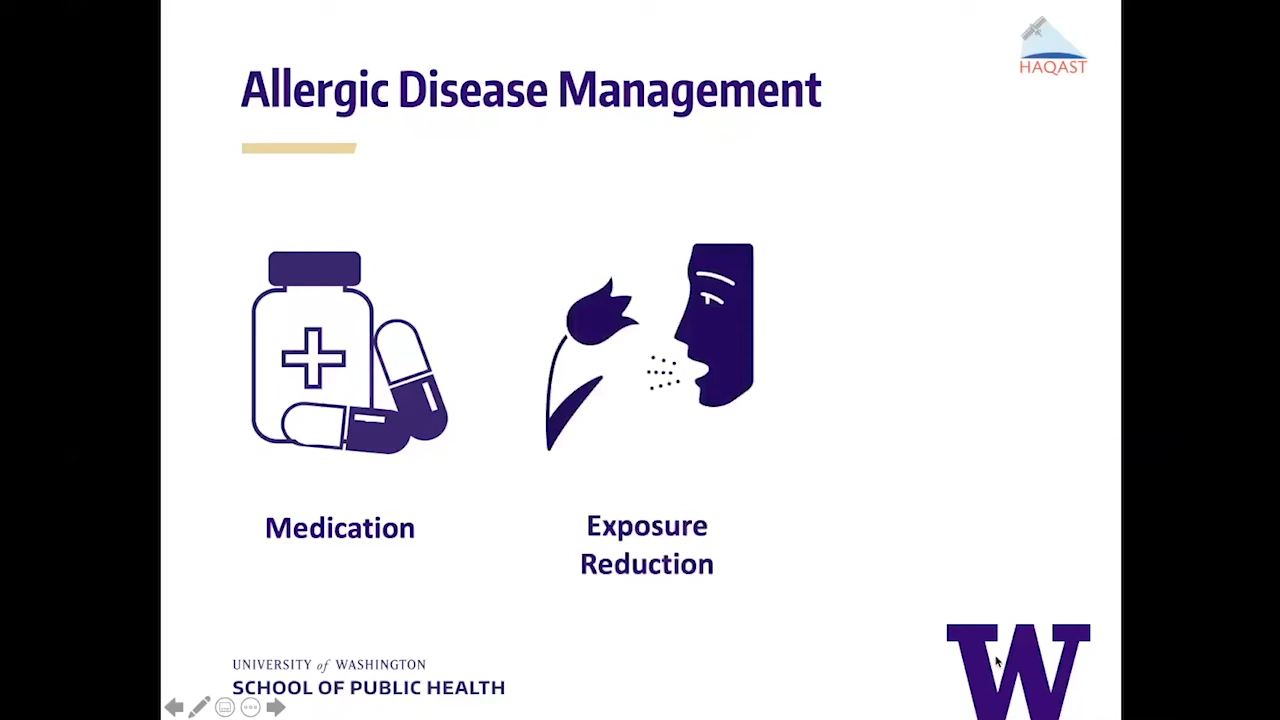 HAQAST
Allergic Disease Management
Medication
Exposure
Reduction
UNIVERSITY of WASHINGTON
SCHOOL OF PUBLIC HEALTH
W